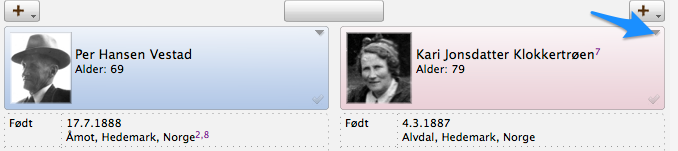 Per Hansen Vestad
Alder: 69
Kari Jonsdatter Klokkertrøen7
Alder: 79
Født
17.7.1888
Åmot, Hedemark, Norge2,8
Født
4.3.1887
Alvdal, Hedemark, Norge